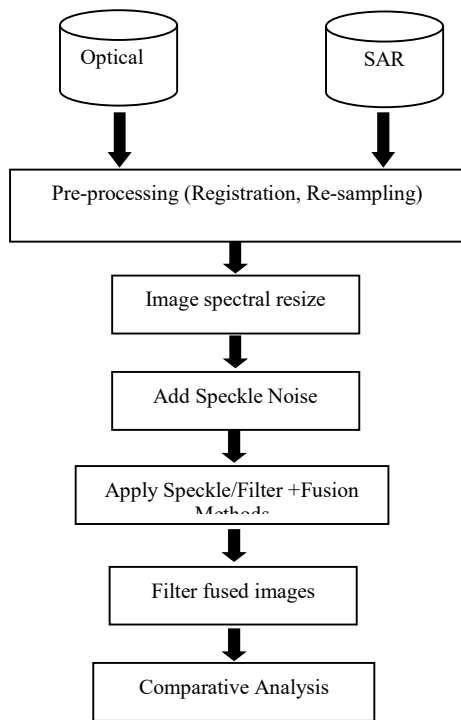 Optical
SAR
Pre-processing (Registration, Re-sampling)
Image spectral resize
Add Speckle Noise
Apply Speckle/Filter +Fusion
Methods
Filter fused images
Comparative Analysis